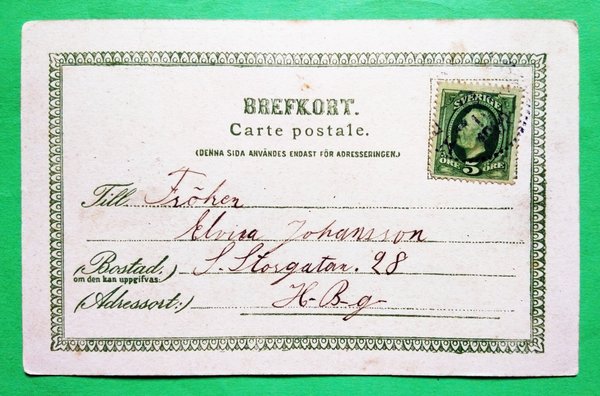 BREFKORT.
Carte postale.
(DENNA SIDA ANVÄNDES ENDAST FÖR ADRESSERINGEN.)
SVERIGE
ÖRE 5 ÖRE
Till Fröken
Elvira Johansson
(Bostad:) S. Storgatan. 28
om den kan uppgifvas:
(Adressort:) H-B-g-